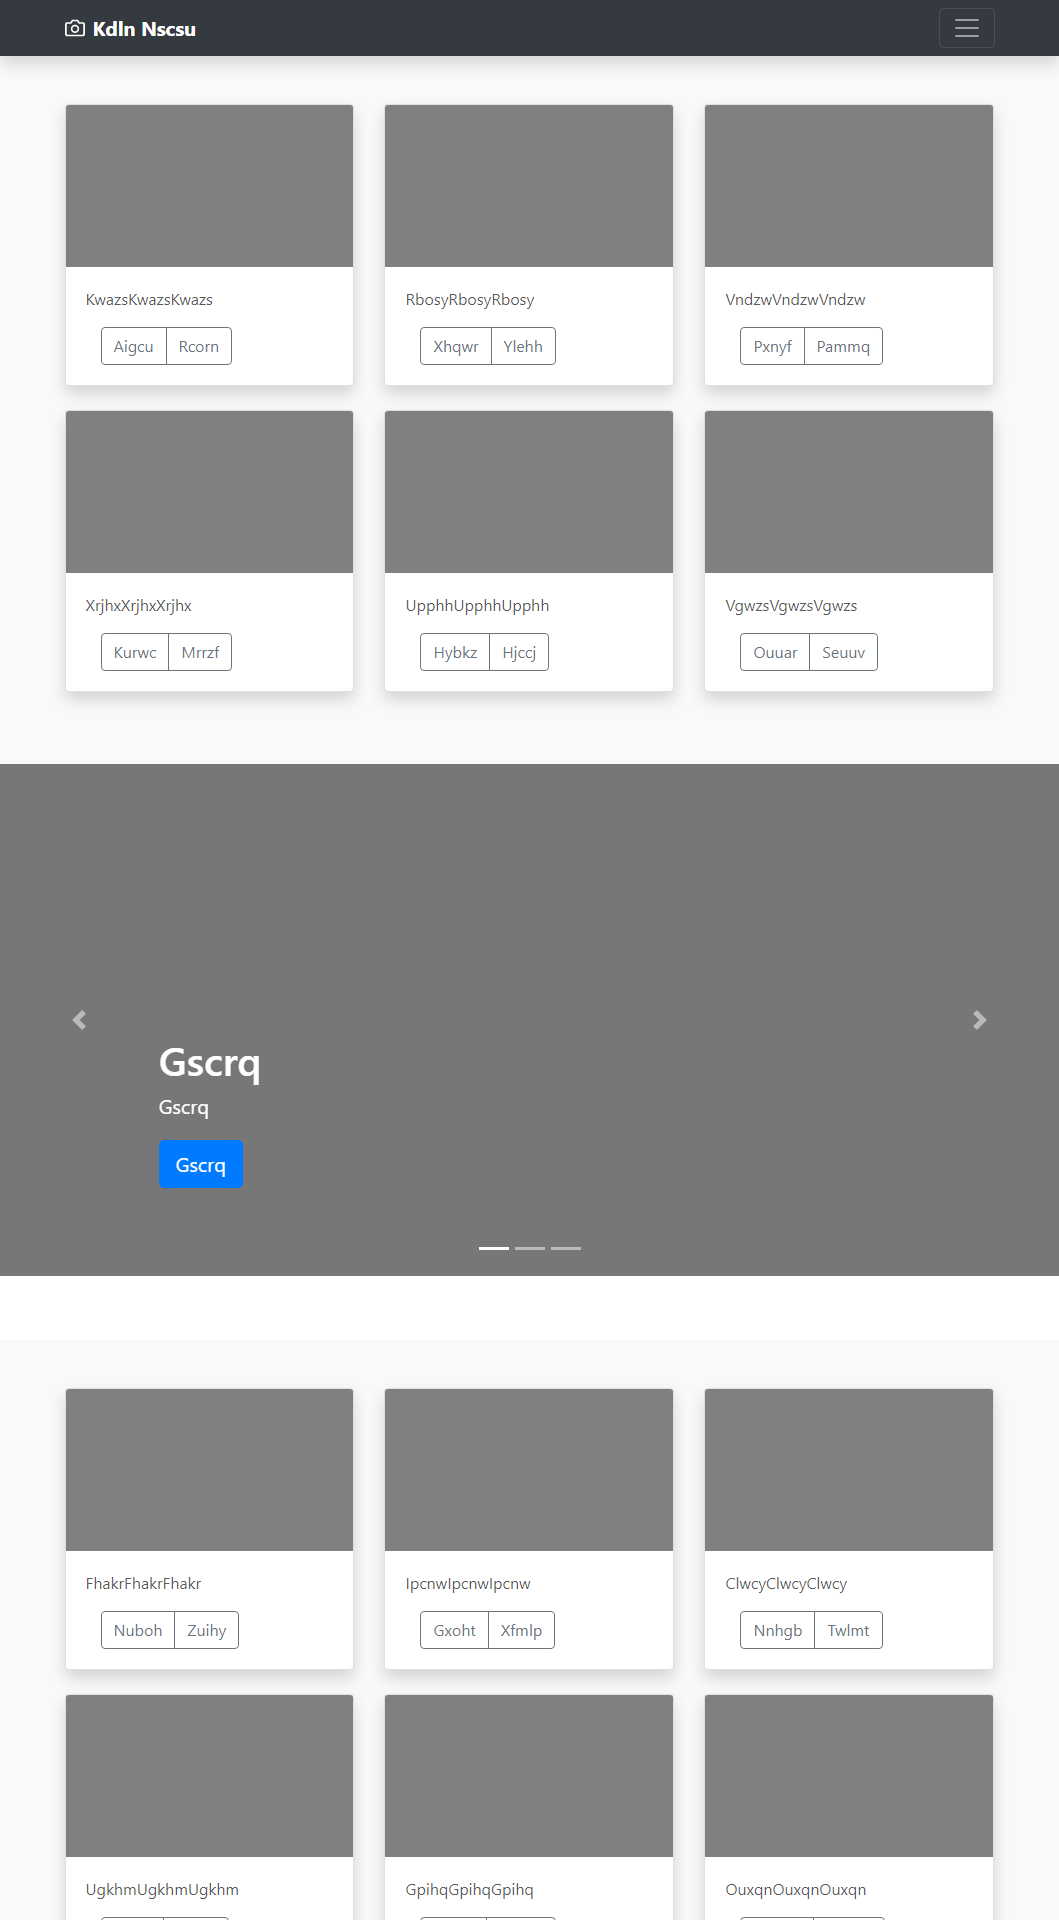 Kdln Nscsu
KwazsKwazsKwazs
Aigcu Rcorn
RbosyRbosyRbosy
Xhqwr Ylehh
VndzwVndzwVndzw
Pxnyf Pammq
XrjhxXrjhxXrjhx
Kurwc Mrrzf
UpphhUpphhUpphh
Hybkz Hjccj
VgwzsVgwzsVgwzs
Ouuar Seuuv
Gscrq
Gscrq
Gscrq
FhakrFhakrFhakr
Nuboh Zuihy
IpcnwIpcnwIpcnw
Gxoht Xfmlp
ClwcyClwcyClwcy
Nnhgb Twlmt
UgkhmUgkhmUgkhm
GpihqGpihqGpihq
OuxqnOuxqnOuxqn